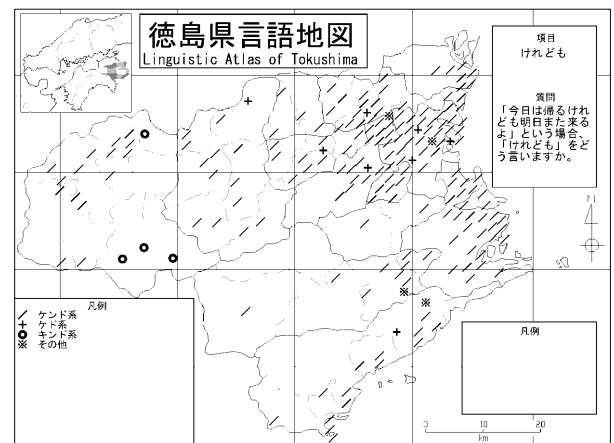 徳島県言語地図
Linguistic Atlas of Tokushima
項目
けれども
質問
「今日は帰るけれ
ども明日また来る
よ」という場合、
「けれども」をど
う言いますか。
N
凡例
ケンド系
ケド系
キンド系
その他
凡例
0 10 20
km